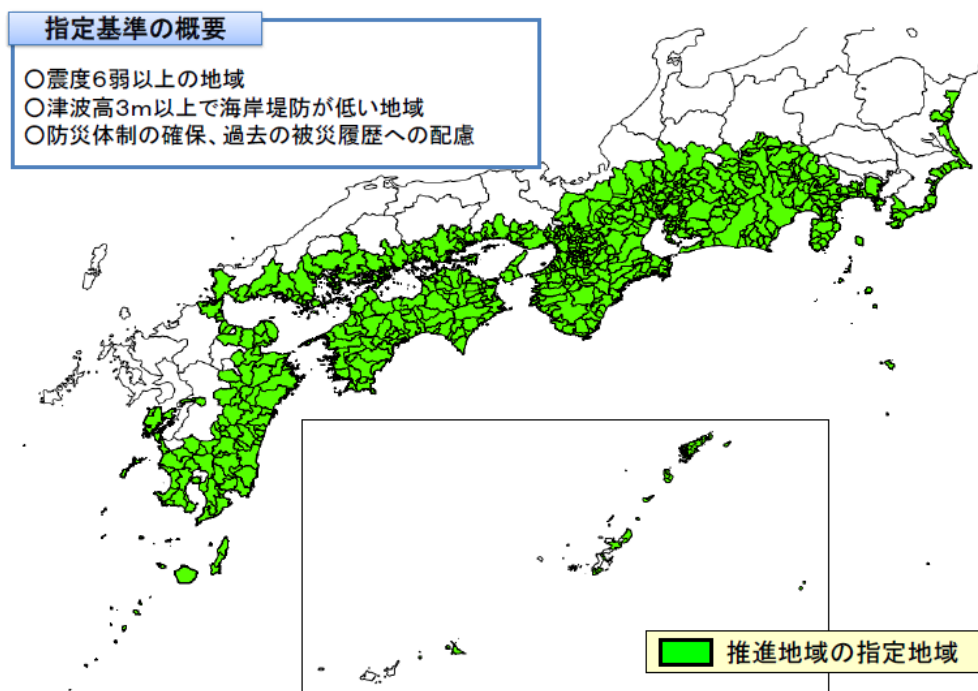 指定基準の概要
○震度６弱以上の地域
○津波高３ｍ以上で海岸堤防が低い地域
○防災体制の確保、過去の被災履歴への配慮
推進地域の指定地域